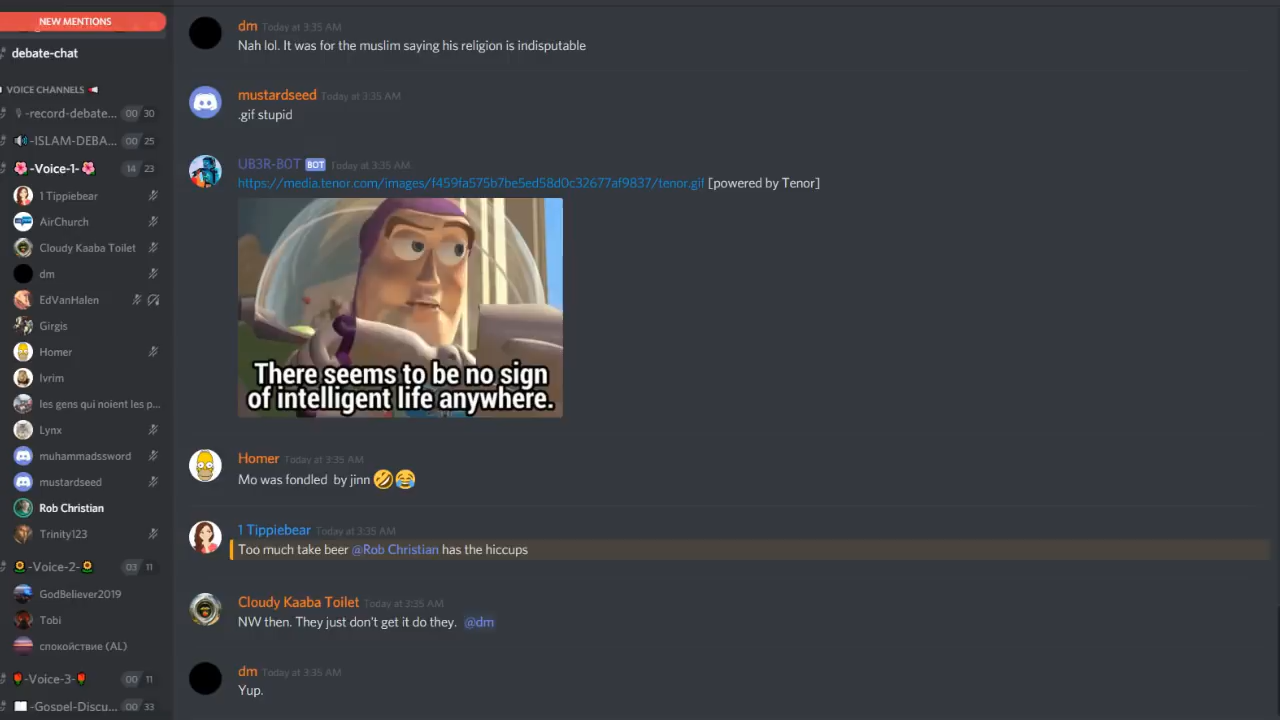 NEW MENTIONS
debate-chat
VOICE CHANNELS
-record-debate... 00 30
-ISLAM-DEBA... 00 25
-Voice-1- 14 23
1 Tippiebear
AirChurch
Cloudy Kaaba Toilet
dm
EdVanHalen
Girgis
Homer
Ivrim
les gens qui noient les p...
Lynx
muhammadssword
mustardseed
Rob Christian
Trinity123
-Voice-2- 03 11
GodBeliever2019
Tobi
спокойствие (AL)
-Voice-3- 00 11
-Gospel-Discu... 00 33
dm Today at 3:35 AM
Nah lol. It was for the muslim saying his religion is indisputable
mustardseed Today at 3:35 AM
.gif stupid
UB3R-B0T BOT Today at 3:35 AM
https://media.tenor.com/images/f459fa575b7be5ed58d0c32677af9837/tenor.gif [powered by Tenor]
There seems to be no sign
of intelligent life anywhere.
Homer Today at 3:35 AM
Mo was fondled by jinn 🤣😂
1 Tippiebear Today at 3:35 AM
Too much take beer @Rob Christian has the hiccups
Cloudy Kaaba Toilet Today at 3:35 AM
NW then. They just don't get it do they. @dm
dm Today at 3:35 AM
Yup.